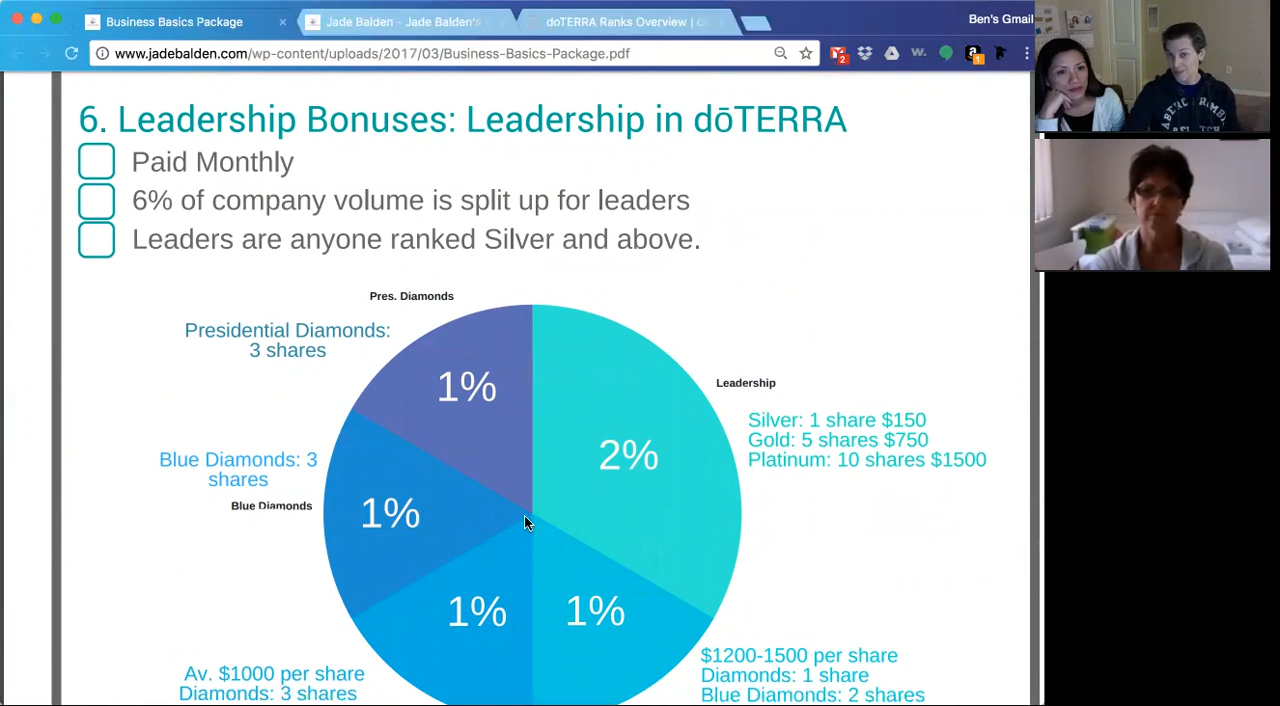 Business Basics Package
Jade Balden - Jade Balden's
doTERRA Ranks Overview | d
Ben's Gmail
www.jadebalden.com/wp-content/uploads/2017/03/Business-Basics-Package.pdf
2
w.
a
1
6. Leadership Bonuses: Leadership in dōTERRA
Paid Monthly
6% of company volume is split up for leaders
Leaders are anyone ranked Silver and above.
Pres. Diamonds
Presidential Diamonds:
3 shares
1%
Leadership
Silver: 1 share $150
Gold: 5 shares $750
Platinum: 10 shares $1500
2%
Blue Diamonds: 3
shares
Blue Diamonds
1%
1%
1%
$1200-1500 per share
Diamonds: 1 share
Blue Diamonds: 2 shares
Av. $1000 per share
Diamonds: 3 shares